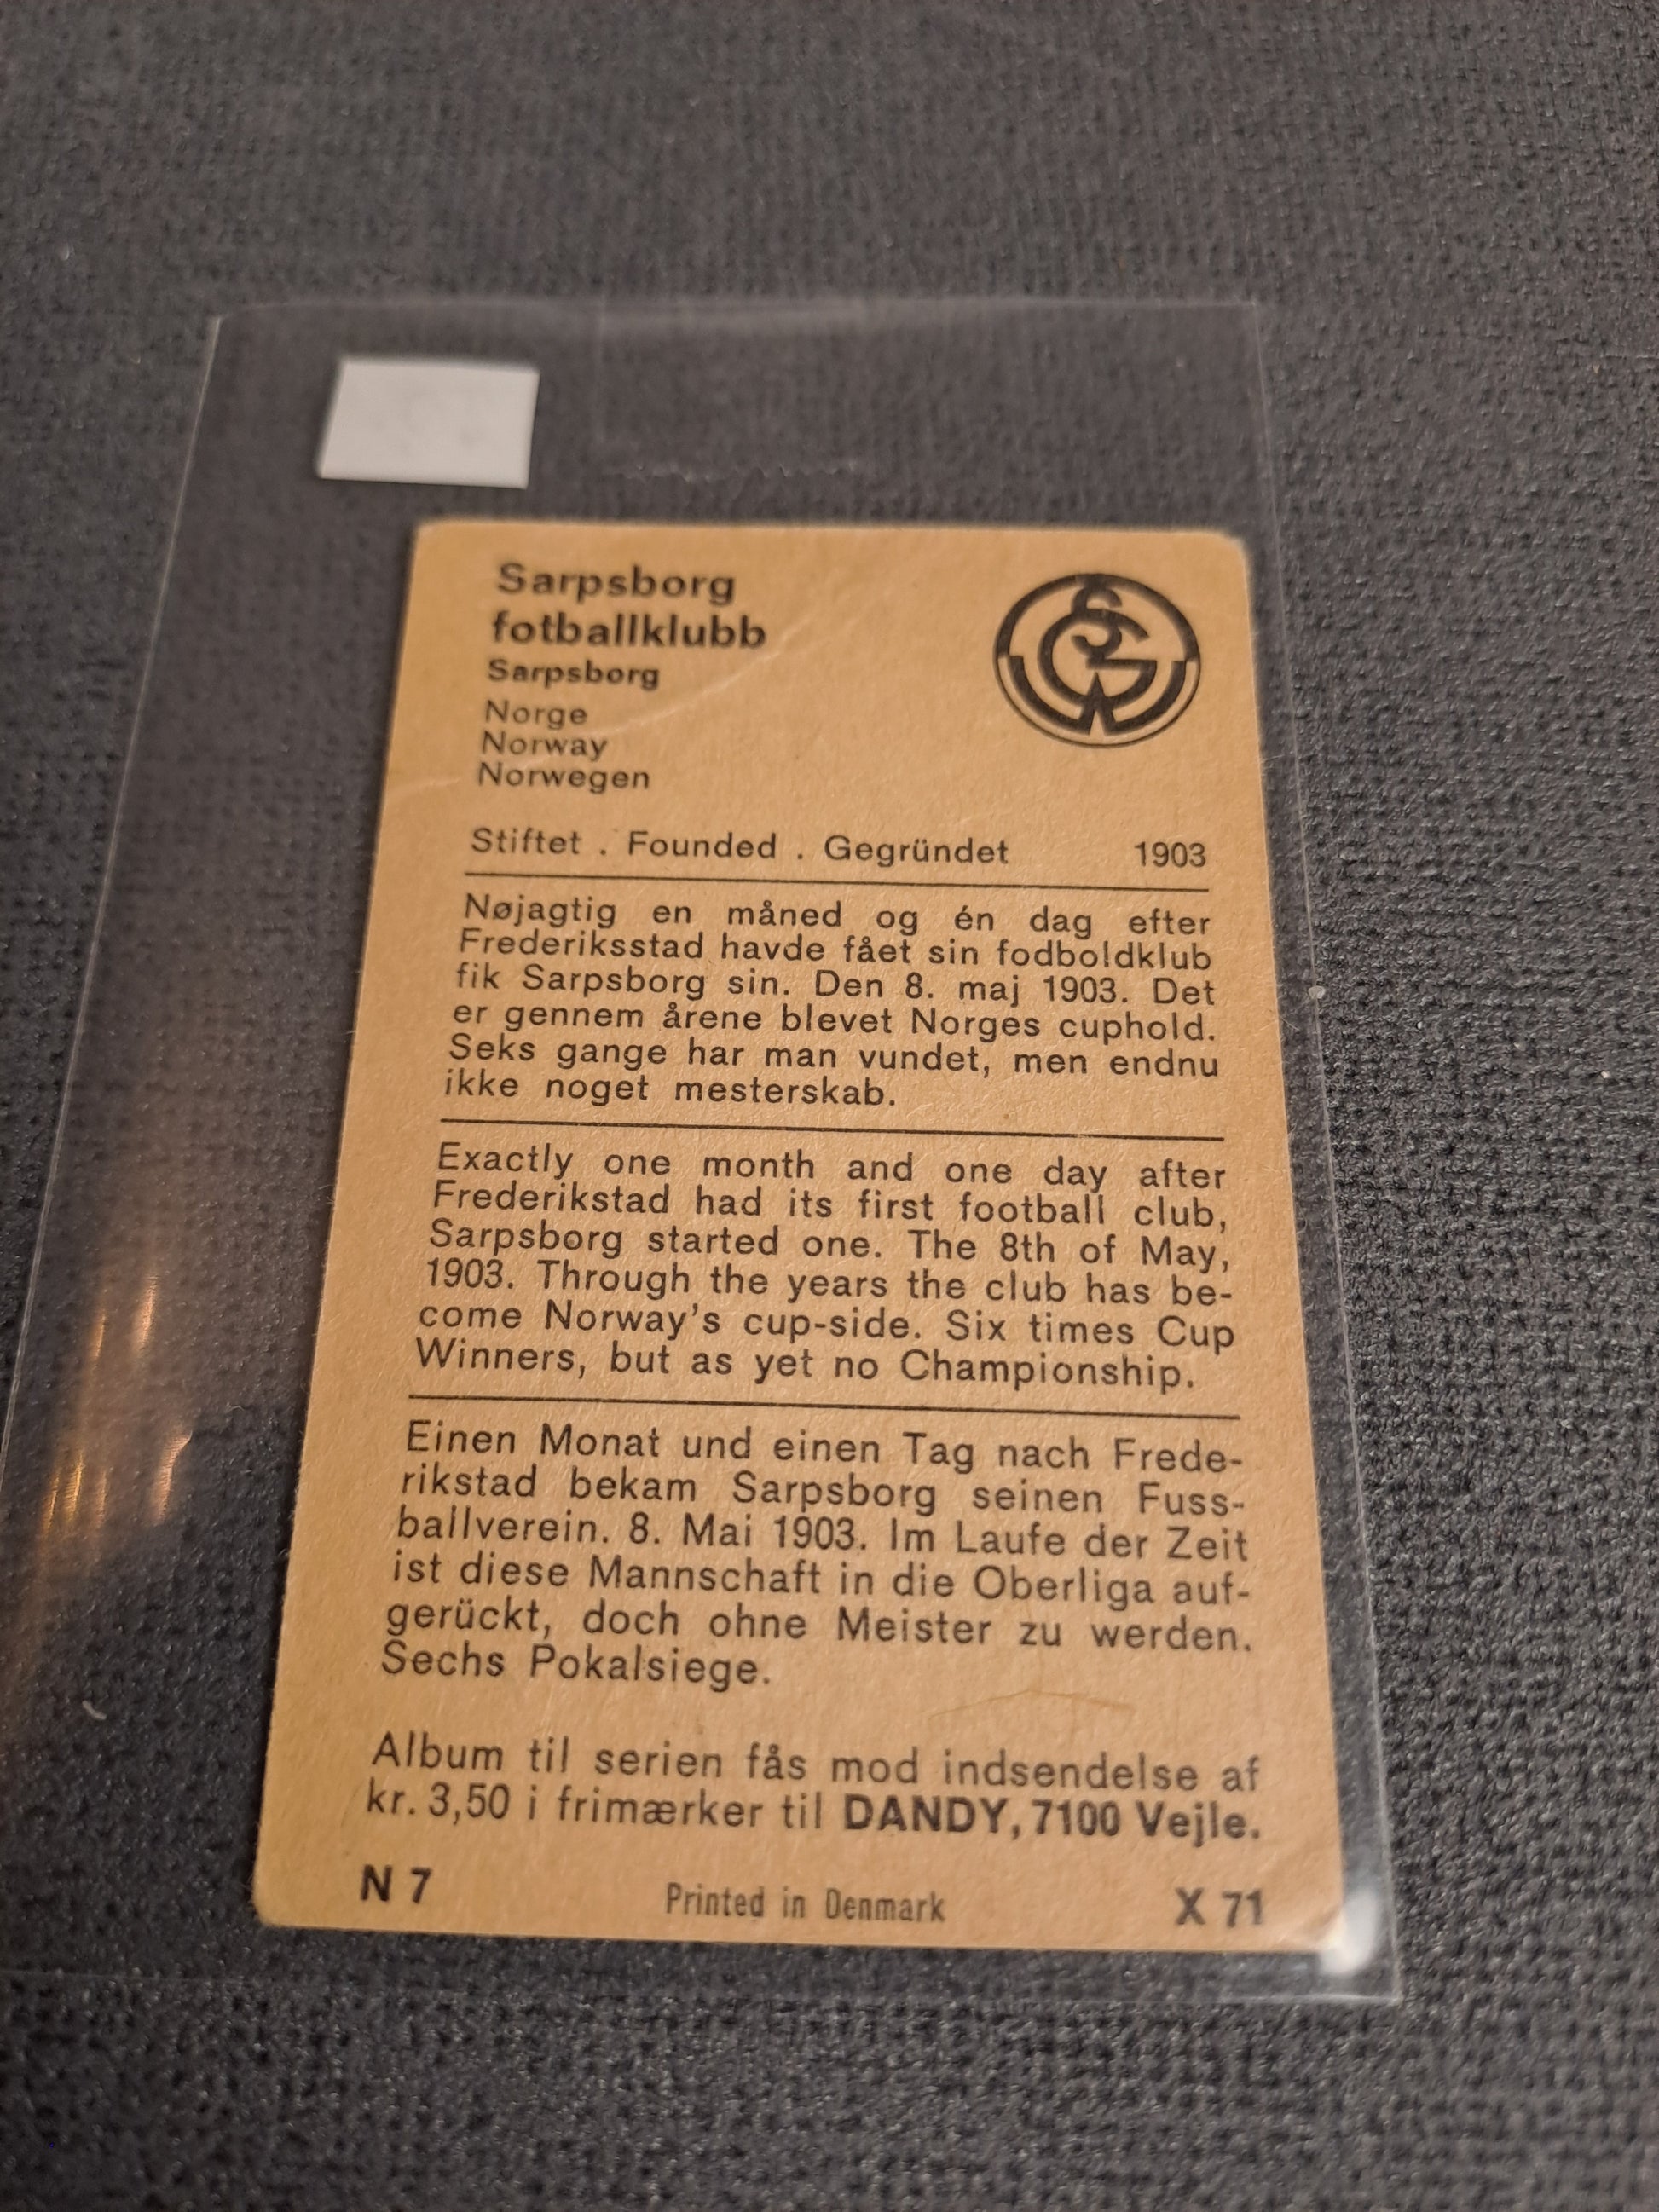 Sarpsborg
fotballklubb
Sarpsborg
Norge
Norway
Norwegen
Stiftet . Founded . Gegründet 1903
Nøjagtig en måned og én dag efter
Frederiksstad havde fået sin fodboldklub
fik Sarpsborg sin. Den 8. maj 1903. Det
er gennem årene blevet Norges cuphold.
Seks gange har man vundet, men endnu
ikke noget mesterskab.
Exactly one month and one day after
Frederikstad had its first football club,
Sarpsborg started one. The 8th of May,
1903. Through the years the club has be-
come Norway's cup-side. Six times Cup
Winners, but as yet no Championship.
Einen Monat und einen Tag nach Frede-
rikstad bekam Sarpsborg seinen Fuss-
ballverein. 8. Mai 1903. Im Laufe der Zeit
ist diese Mannschaft in die Oberliga auf-
gerückt, doch ohne Meister zu werden.
Sechs Pokalsiege.
Album til serien fås mod indsendelse af
kr. 3,50 i frimærker til DANDY, 7100 Vejle.
N 7 Printed in Denmark X 71